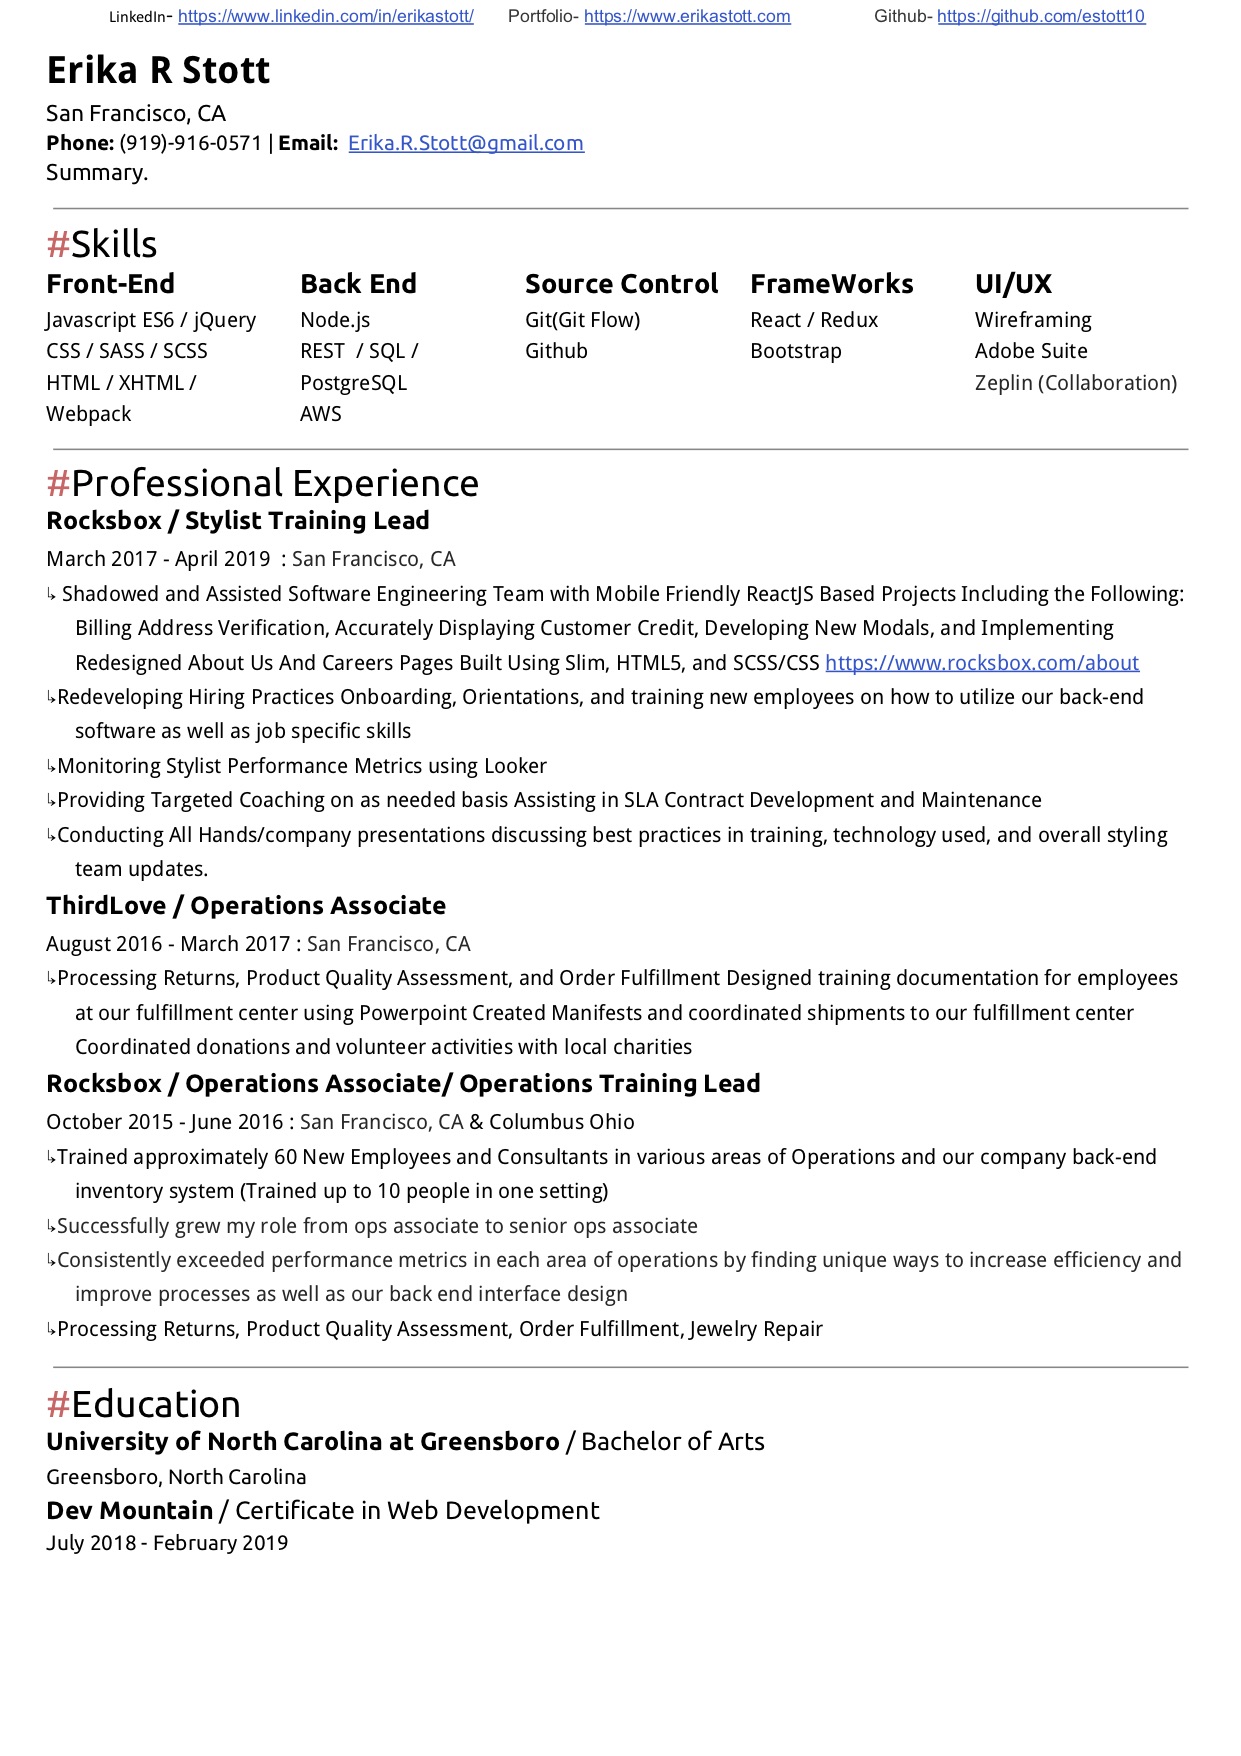 LinkedIn- https://www.linkedin.com/in/erikastott/ Portfolio- https://www.erikastott.com Github- https://github.com/estott10
Erika R Stott
San Francisco, CA
Phone: (919)-916-0571 | Email: Erika.R.Stott@gmail.com
Summary.
#Skills
Front-End Back End Source Control FrameWorks UI/UX
Javascript ES6 / jQuery Node.js Git(Git Flow) React / Redux Wireframing
CSS / SASS / SCSS REST / SQL / Github Bootstrap Adobe Suite
HTML / XHTML / PostgreSQL Zeplin (Collaboration)
Webpack AWS
#Professional Experience
Rocksbox / Stylist Training Lead
March 2017 - April 2019 : San Francisco, CA
↳ Shadowed and Assisted Software Engineering Team with Mobile Friendly ReactJS Based Projects Including the Following:
Billing Address Verification, Accurately Displaying Customer Credit, Developing New Modals, and Implementing
Redesigned About Us And Careers Pages Built Using Slim, HTML5, and SCSS/CSS https://www.rocksbox.com/about
↳Redeveloping Hiring Practices Onboarding, Orientations, and training new employees on how to utilize our back-end
software as well as job specific skills
↳Monitoring Stylist Performance Metrics using Looker
↳Providing Targeted Coaching on as needed basis Assisting in SLA Contract Development and Maintenance
↳Conducting All Hands/company presentations discussing best practices in training, technology used, and overall styling
team updates.
ThirdLove / Operations Associate
August 2016 - March 2017 : San Francisco, CA
↳Processing Returns, Product Quality Assessment, and Order Fulfillment Designed training documentation for employees
at our fulfillment center using Powerpoint Created Manifests and coordinated shipments to our fulfillment center
Coordinated donations and volunteer activities with local charities
Rocksbox / Operations Associate/ Operations Training Lead
October 2015 - June 2016 : San Francisco, CA & Columbus Ohio
↳Trained approximately 60 New Employees and Consultants in various areas of Operations and our company back-end
inventory system (Trained up to 10 people in one setting)
↳Successfully grew my role from ops associate to senior ops associate
↳Consistently exceeded performance metrics in each area of operations by finding unique ways to increase efficiency and
improve processes as well as our back end interface design
↳Processing Returns, Product Quality Assessment, Order Fulfillment, Jewelry Repair
#Education
University of North Carolina at Greensboro / Bachelor of Arts
Greensboro, North Carolina
Dev Mountain / Certificate in Web Development
July 2018 - February 2019